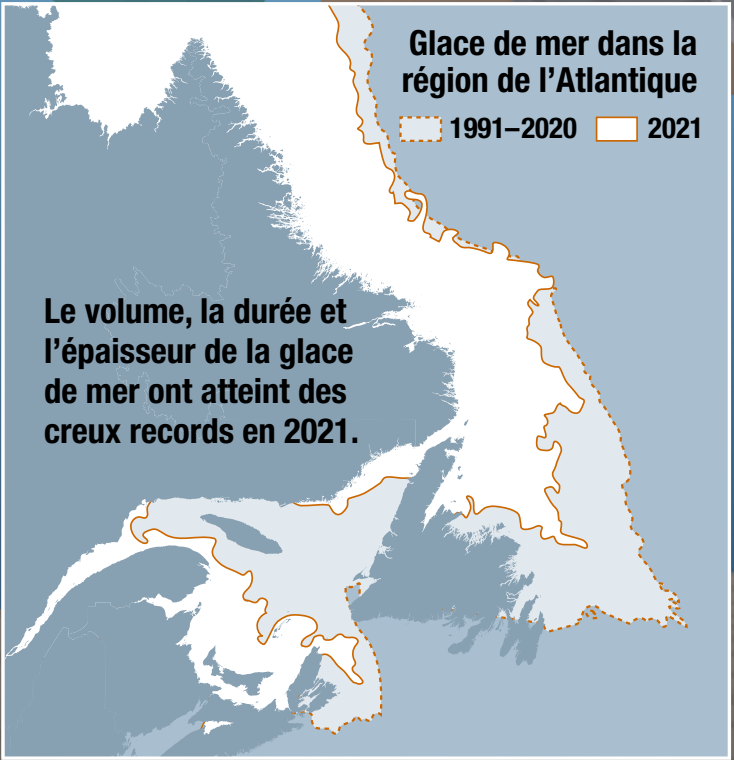 Glace de mer dans la
région de l’Atlantique
1991–2020 2021
Le volume, la durée et
l’épaisseur de la glace
de mer ont atteint des
creux records en 2021.